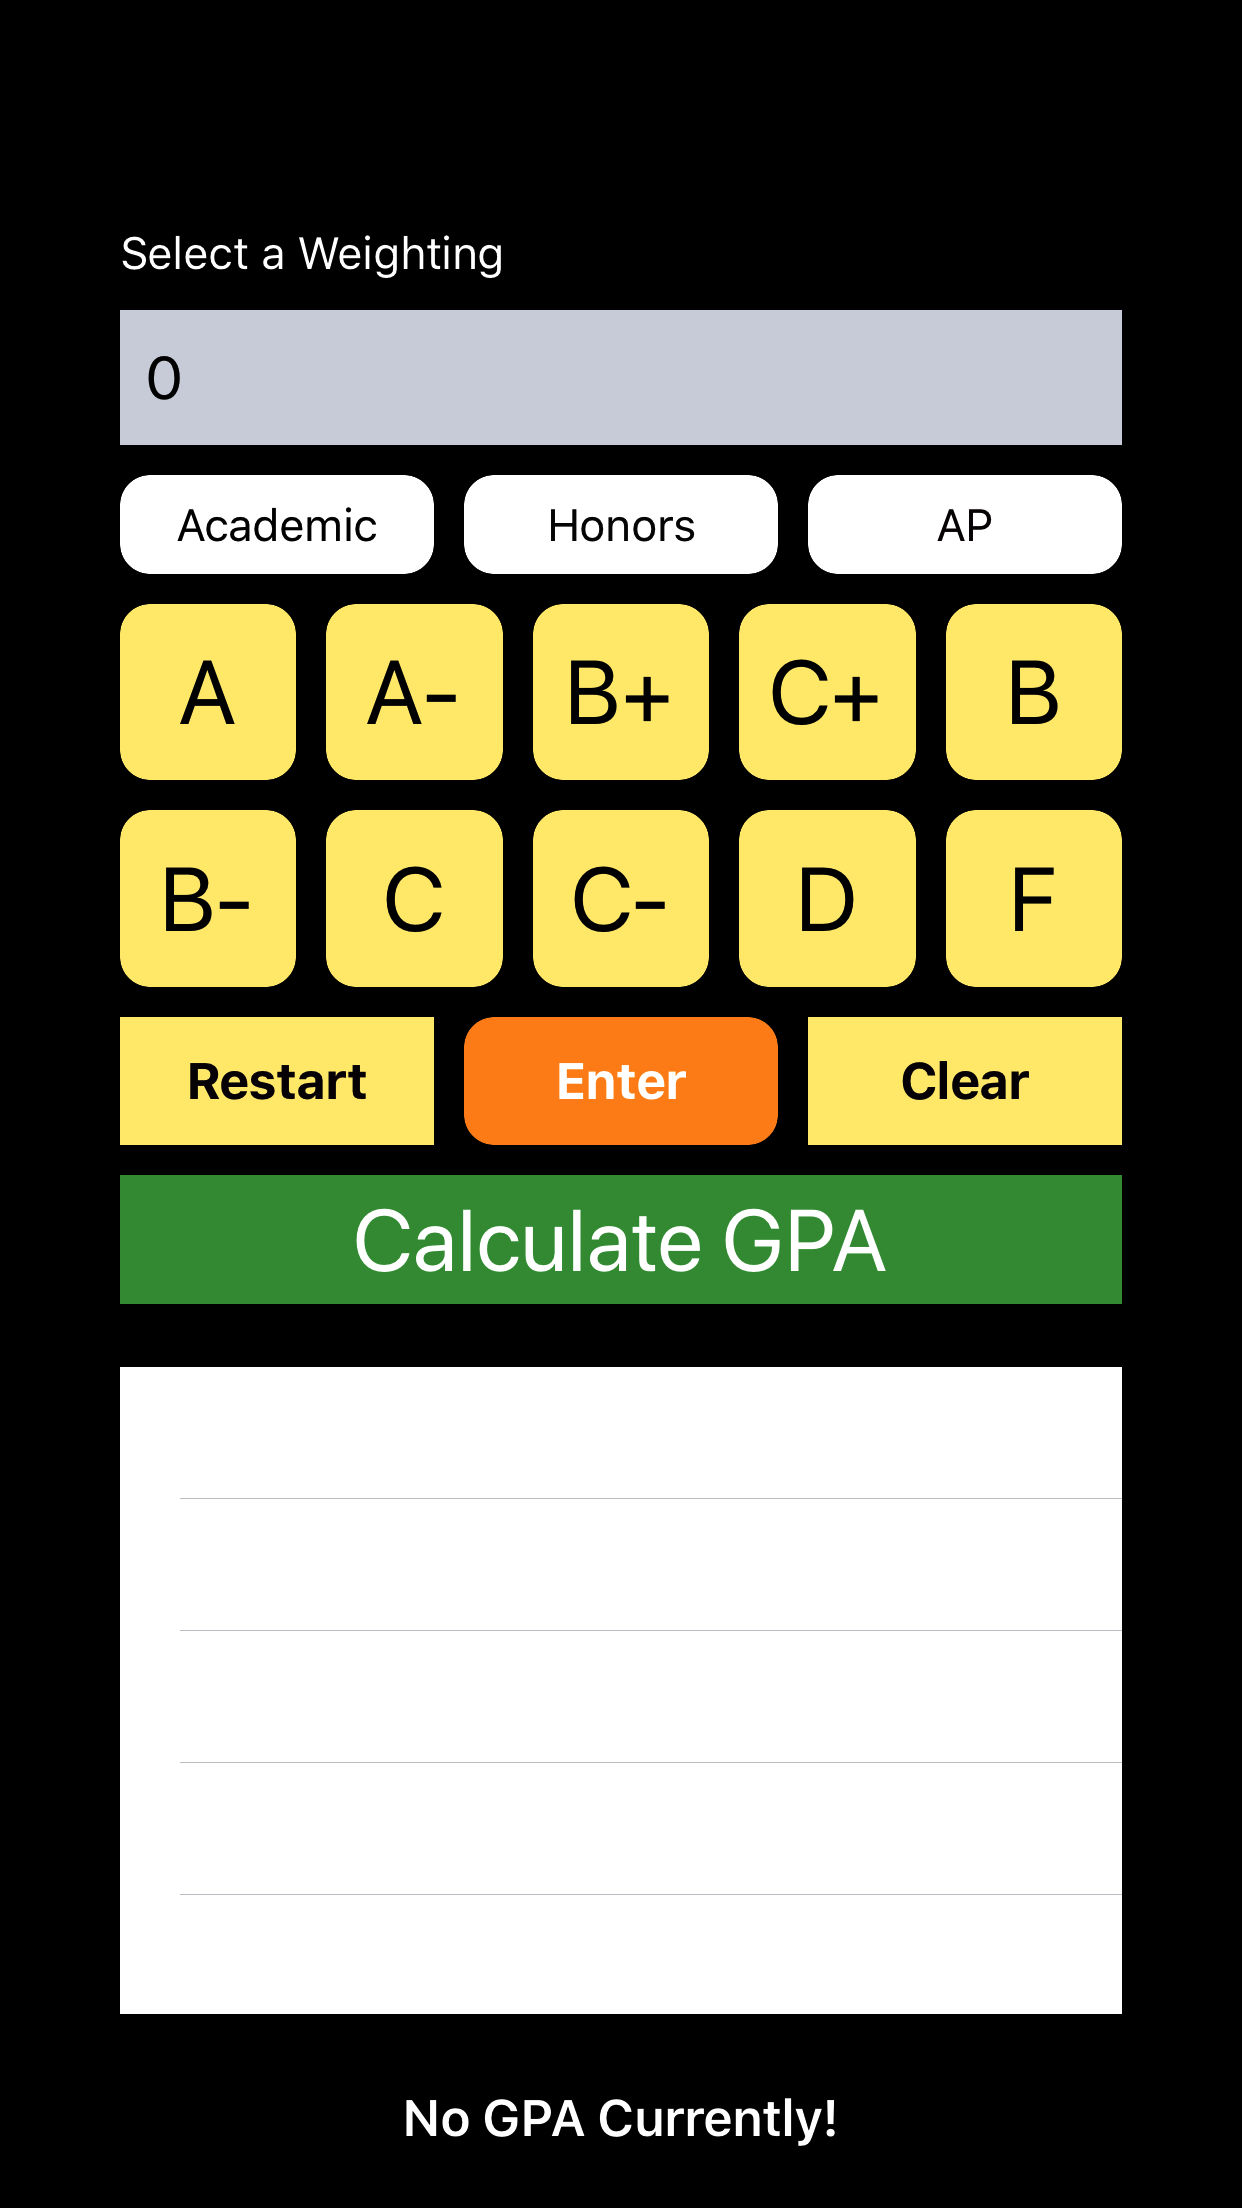 Select a Weighting
0
Academic Honors AP
A A- B+ C+ B
B- C C- D F
Restart Enter Clear
Calculate GPA
No GPA Currently!